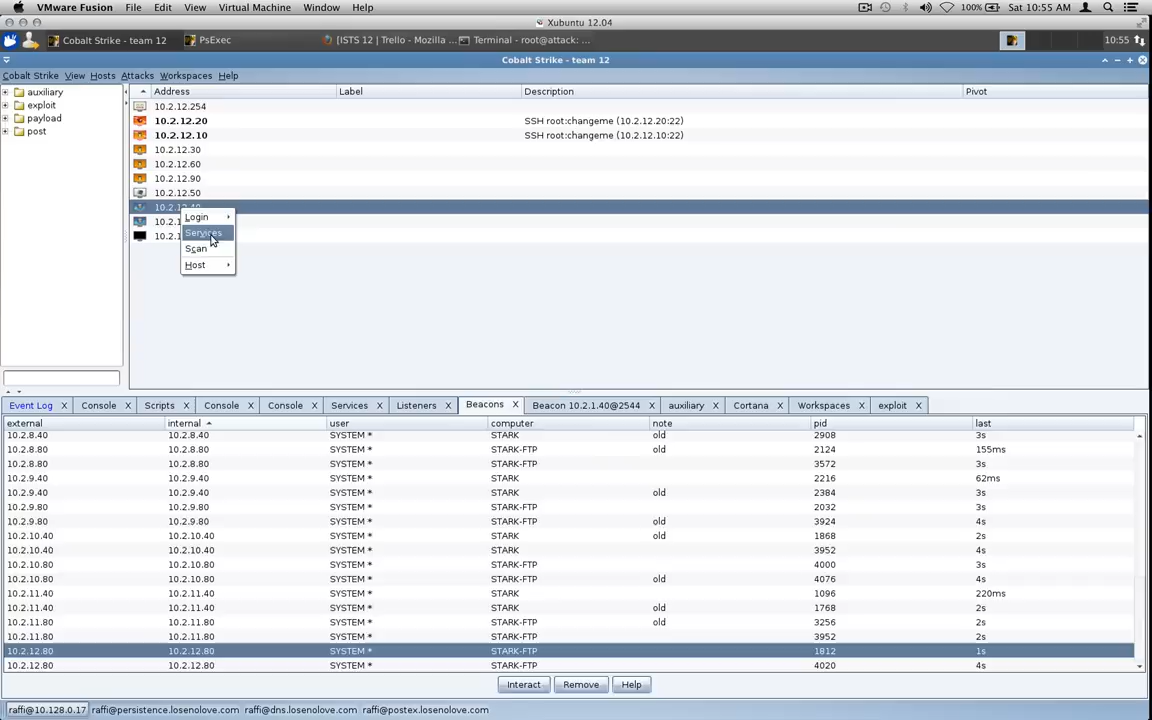 VMware Fusion File Edit View Virtual Machine Window Help 100% Sat 10:55 AM
Xubuntu 12.04
Cobalt Strike - team 12 PsExec [ISTS 12 | Trello - Mozilla ... Terminal - root@attack: ... 10:55
Cobalt Strike - team 12
Cobalt Strike View Hosts Attacks Workspaces Help
auxiliary
exploit
payload
post
Address Label Description Pivot
10.2.12.254
10.2.12.20 SSH root:changeme (10.2.12.20:22)
10.2.12.10 SSH root:changeme (10.2.12.10:22)
10.2.12.30
10.2.12.60
10.2.12.90
10.2.12.50
10.2.12.40
10.2.1
10.2.1
Login
Services
Scan
Host
Event Log X Console X Scripts X Console X Console X Services X Listeners X Beacons X Beacon 10.2.1.40@2544 X auxiliary X Cortana X Workspaces X exploit X
external internal user computer note pid last
10.2.8.40 10.2.8.40 SYSTEM * STARK old 2908 3s
10.2.8.80 10.2.8.80 SYSTEM * STARK-FTP old 2124 155ms
10.2.8.80 10.2.8.80 SYSTEM * STARK-FTP 3572 3s
10.2.9.40 10.2.9.40 SYSTEM * STARK 2216 62ms
10.2.9.40 10.2.9.40 SYSTEM * STARK old 2384 3s
10.2.9.80 10.2.9.80 SYSTEM * STARK-FTP 2032 3s
10.2.9.80 10.2.9.80 SYSTEM * STARK-FTP old 3924 4s
10.2.10.40 10.2.10.40 SYSTEM * STARK old 1868 2s
10.2.10.40 10.2.10.40 SYSTEM * STARK 3952 4s
10.2.10.80 10.2.10.80 SYSTEM * STARK-FTP 4000 3s
10.2.10.80 10.2.10.80 SYSTEM * STARK-FTP old 4076 4s
10.2.11.40 10.2.11.40 SYSTEM * STARK 1096 220ms
10.2.11.40 10.2.11.40 SYSTEM * STARK old 1768 2s
10.2.11.80 10.2.11.80 SYSTEM * STARK-FTP old 3256 2s
10.2.11.80 10.2.11.80 SYSTEM * STARK-FTP 3952 2s
10.2.12.80 10.2.12.80 SYSTEM * STARK-FTP 1812 1s
10.2.12.80 10.2.12.80 SYSTEM * STARK-FTP 4020 4s
Interact Remove Help
raffi@10.128.0.17 raffi@persistence.losenolove.com raffi@dns.losenolove.com raffi@postex.losenolove.com